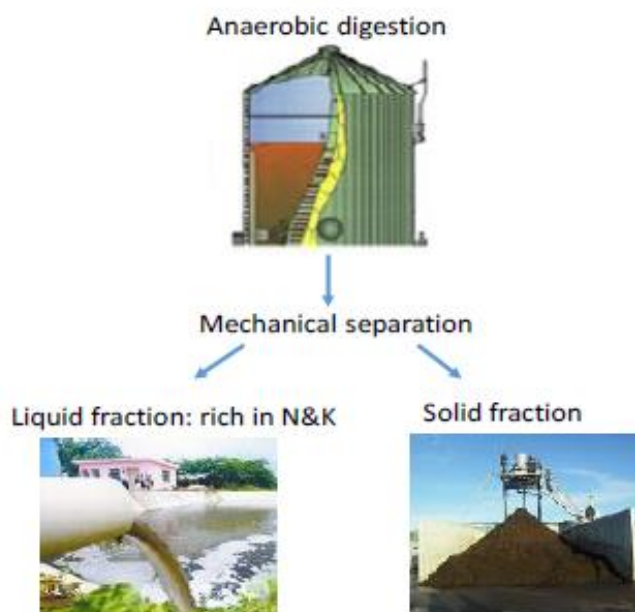 Anaerobic digestion
Mechanical separation
Liquid fraction: rich in N&K
Solid fraction